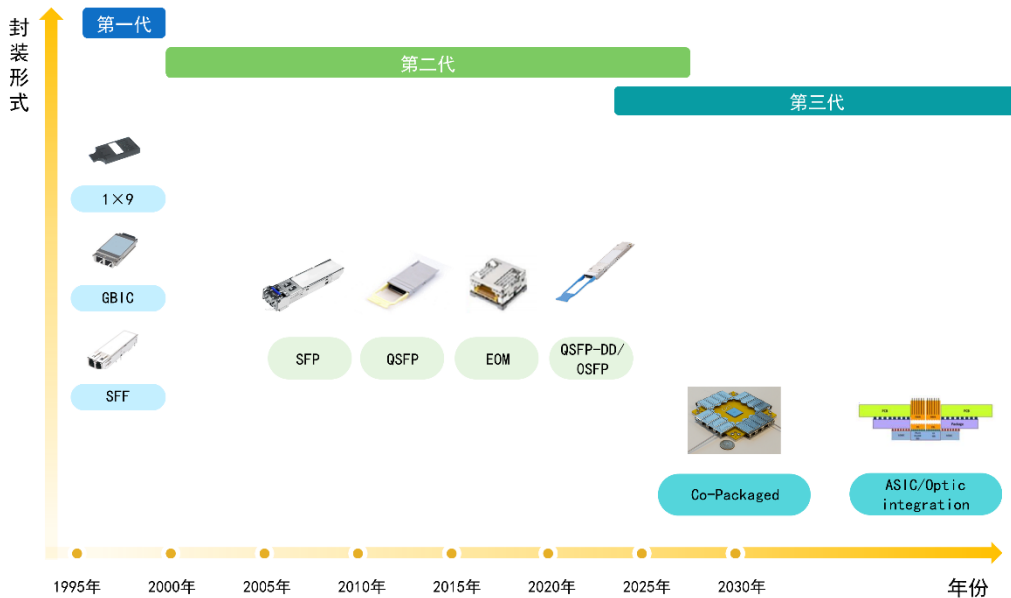 封
装
形
式
第一代
第二代
第三代
1×9
GBIC
SFF
SFP
QSFP
EOM
QSFP-DD/
OSFP
Co-Packaged
PCB
PCB
Package
ASIC/Optic
integration
1995年
2000年
2005年
2010年
2015年
2020年
2025年
2030年
年份